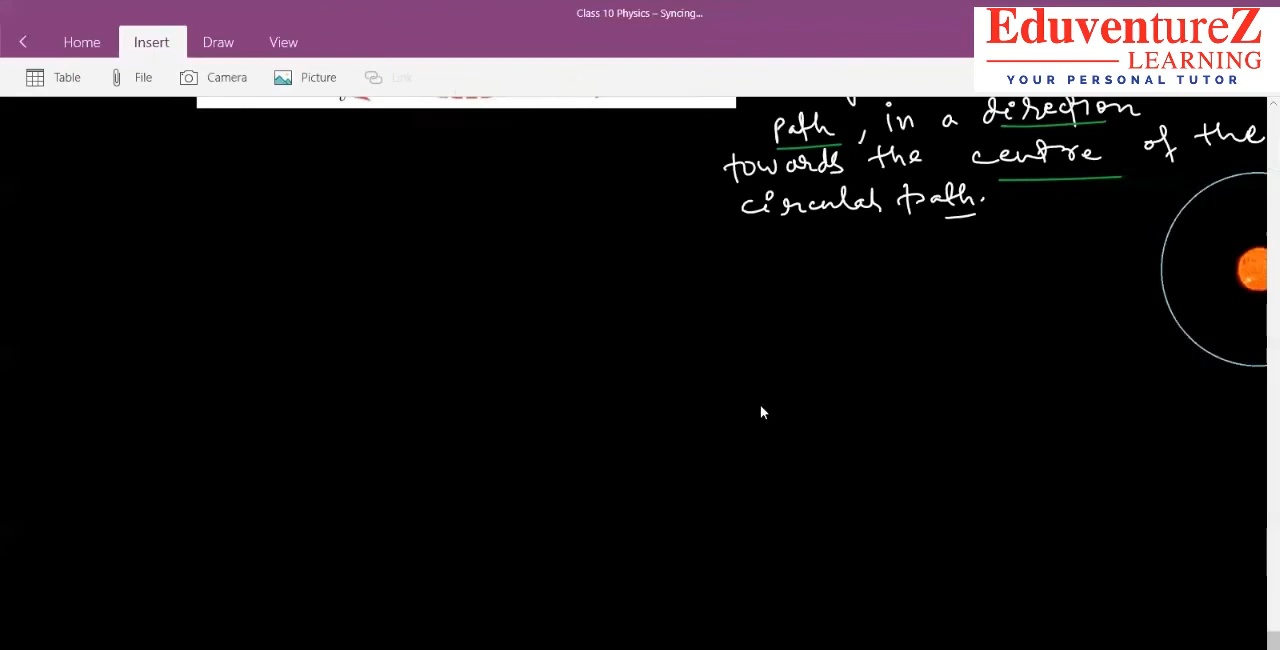 Class 10 Physics – Syncing...
EduventureZ
LEARNING
YOUR PERSONAL TUTOR
Home Insert Draw View
Table File Camera Picture Link
path, in a direction
towards the centre of the
circular path.